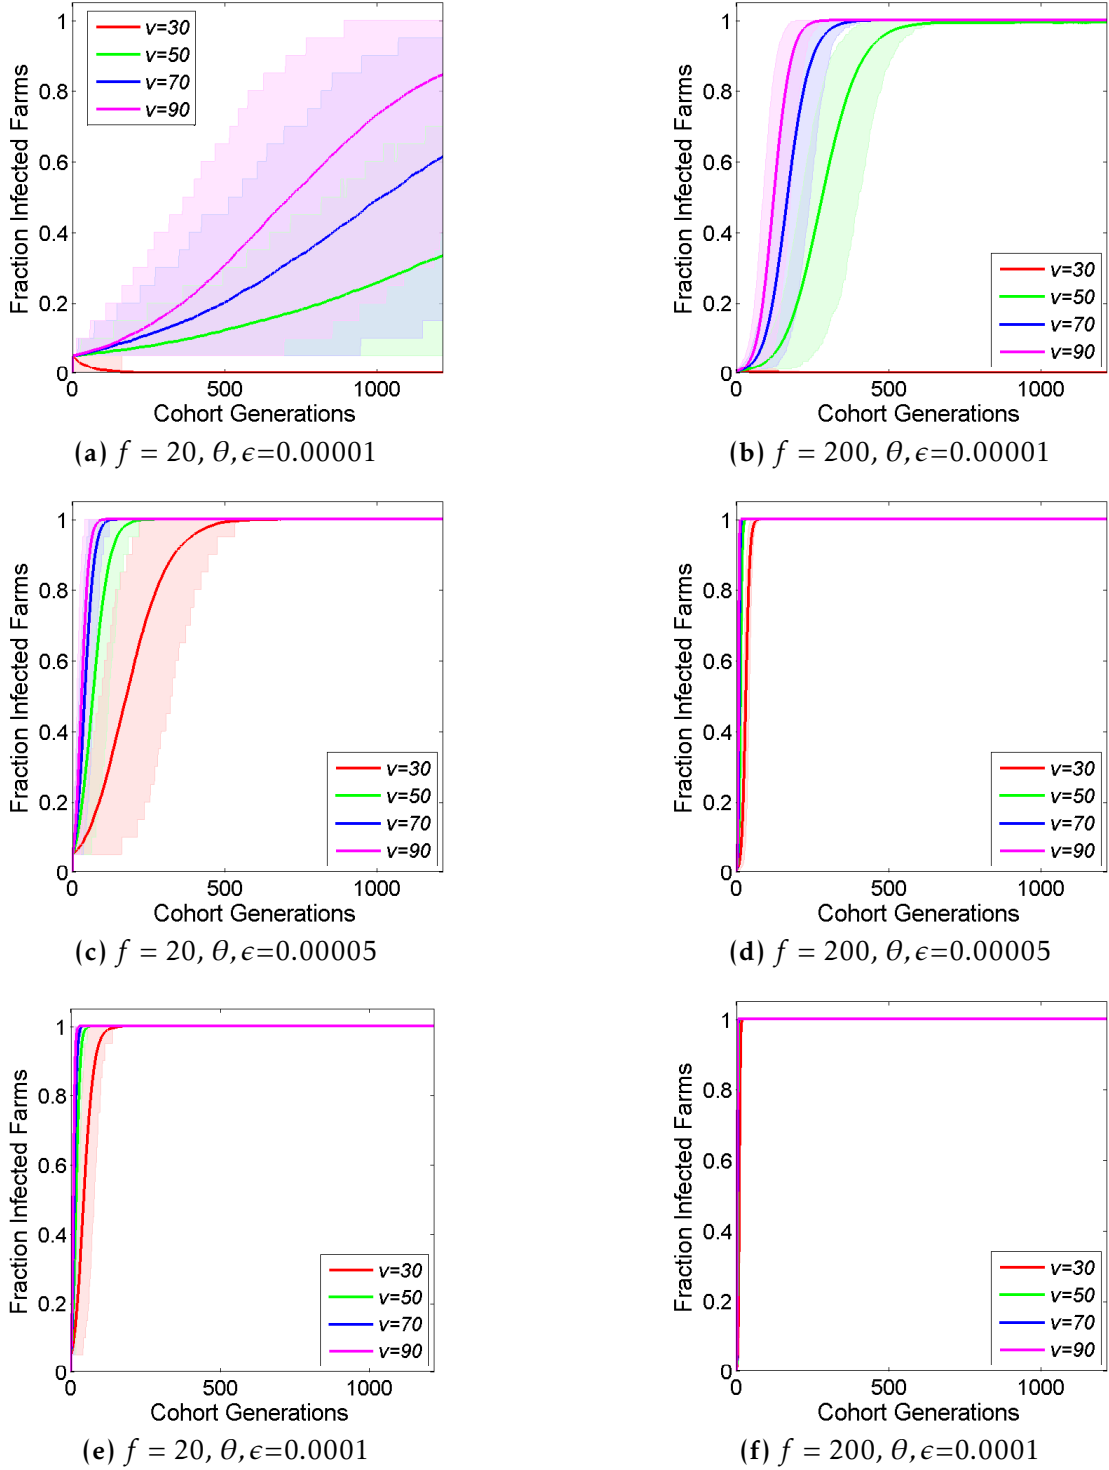 Fraction Infected Farms
1
0.8
0.6
0.4
0.2
0
0 500 1000
Cohort Generations
v=30
v=50
v=70
v=90
(a) f = 20, θ,ϵ=0.00001
Fraction Infected Farms
1
0.8
0.6
0.4
0.2
0
0 500 1000
Cohort Generations
v=30
v=50
v=70
v=90
(b) f = 200, θ,ϵ=0.00001
Fraction Infected Farms
1
0.8
0.6
0.4
0.2
0
0 500 1000
Cohort Generations
v=30
v=50
v=70
v=90
(c) f = 20, θ,ϵ=0.00005
Fraction Infected Farms
1
0.8
0.6
0.4
0.2
0
0 500 1000
Cohort Generations
v=30
v=50
v=70
v=90
(d) f = 200, θ,ϵ=0.00005
Fraction Infected Farms
1
0.8
0.6
0.4
0.2
0
0 500 1000
Cohort Generations
v=30
v=50
v=70
v=90
(e) f = 20, θ,ϵ=0.0001
Fraction Infected Farms
1
0.8
0.6
0.4
0.2
0
0 500 1000
Cohort Generations
v=30
v=50
v=70
v=90
(f) f = 200, θ,ϵ=0.0001